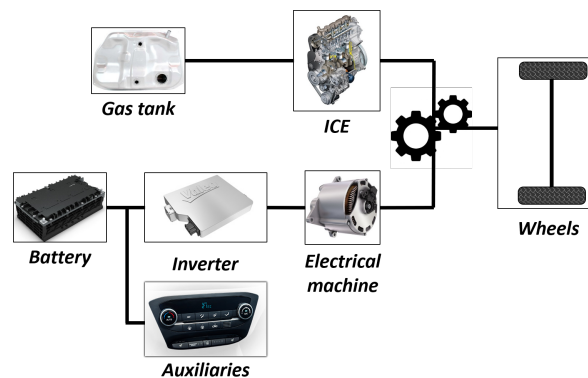 Gas tank
ICE
Battery
Inverter
Electrical
machine
Wheels
Auxiliaries